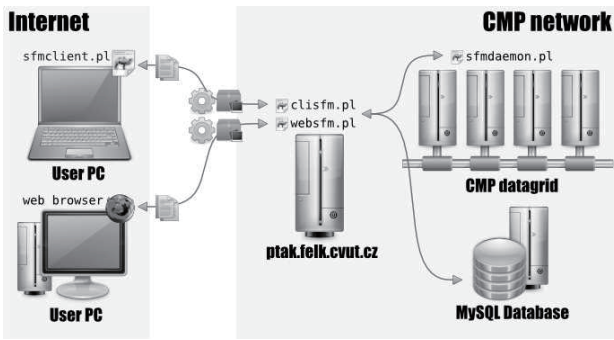 Internet
CMP network
sfmclient.pl
User PC
web browser
User PC
clisfm.pl
websfm.pl
ptak.felk.cvut.cz
sfmdaemon.pl
CMP datagrid
MySQL Database